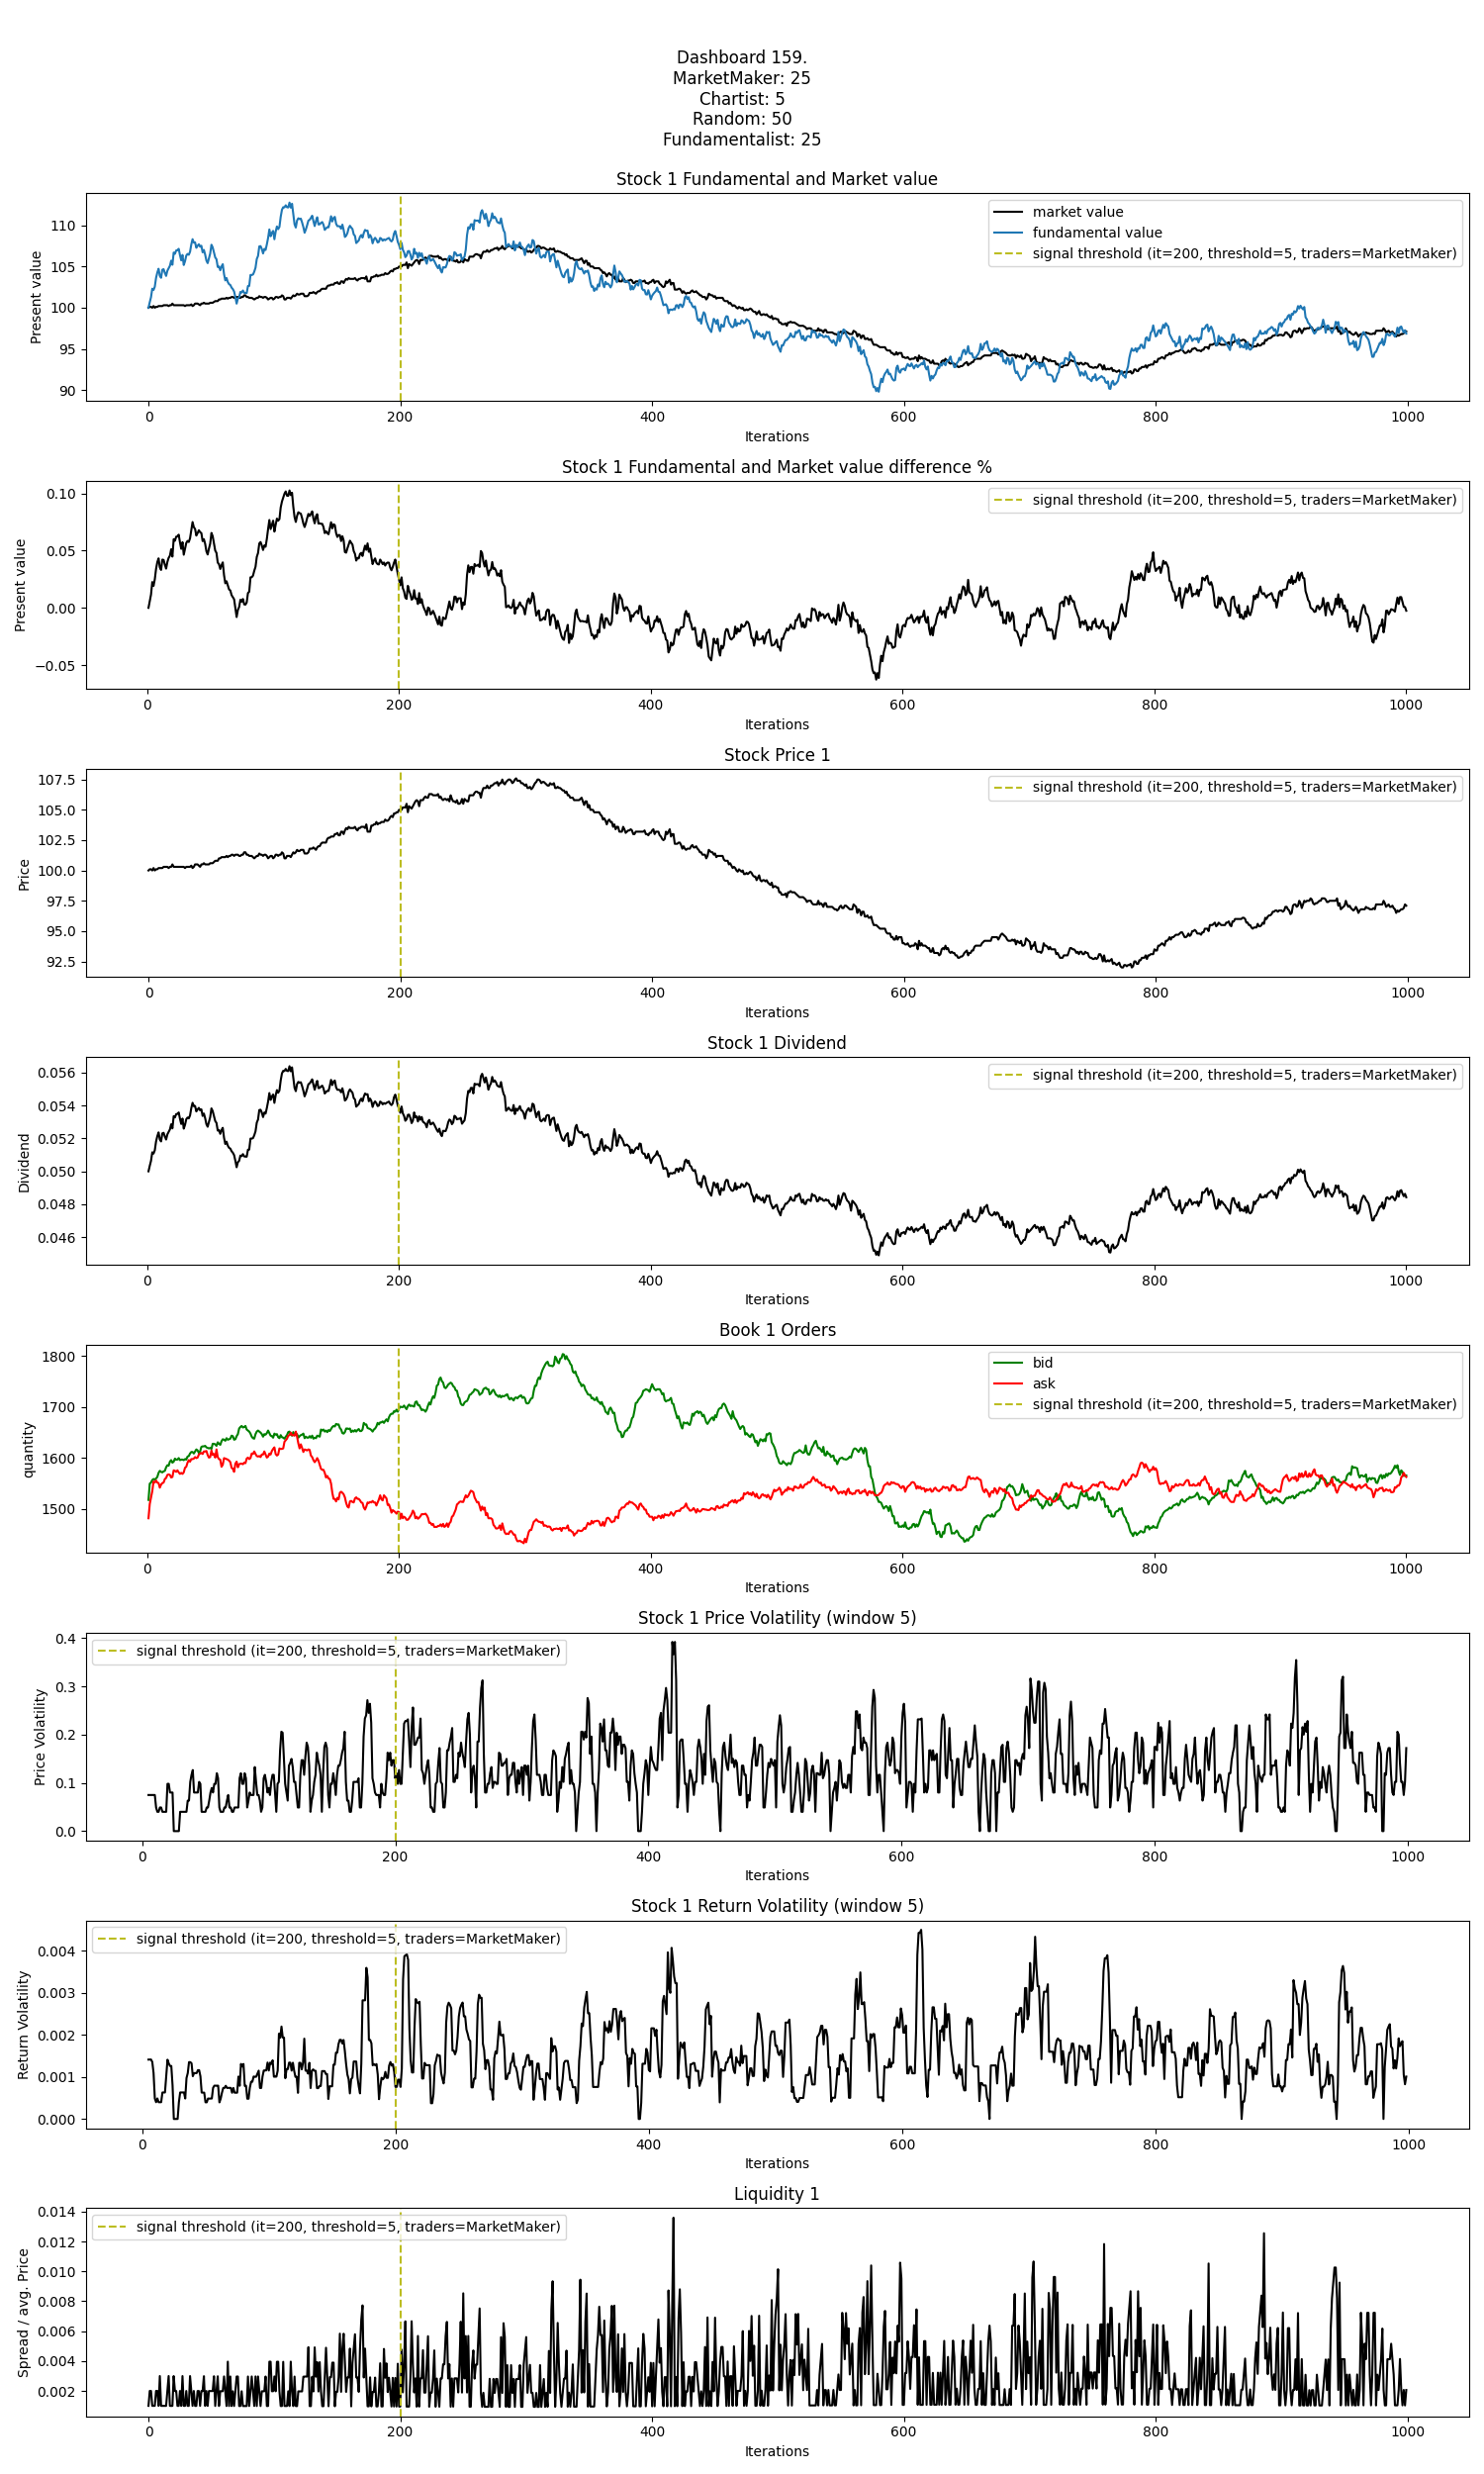 Dashboard 159.
MarketMaker: 25
Chartist: 5
Random: 50
Fundamentalist: 25
Stock 1 Fundamental and Market value
Present value
110
105
100
95
90
market value
fundamental value
signal threshold (it=200, threshold=5, traders=MarketMaker)
0 200 400 600 800 1000
Iterations
Stock 1 Fundamental and Market value difference %
Present value
0.10
0.05
0.00
−0.05
signal threshold (it=200, threshold=5, traders=MarketMaker)
0 200 400 600 800 1000
Iterations
Stock Price 1
Price
107.5
105.0
102.5
100.0
97.5
95.0
92.5
signal threshold (it=200, threshold=5, traders=MarketMaker)
0 200 400 600 800 1000
Iterations
Stock 1 Dividend
Dividend
0.056
0.054
0.052
0.050
0.048
0.046
signal threshold (it=200, threshold=5, traders=MarketMaker)
0 200 400 600 800 1000
Iterations
Book 1 Orders
quantity
1800
1700
1600
1500
bid
ask
signal threshold (it=200, threshold=5, traders=MarketMaker)
0 200 400 600 800 1000
Iterations
Stock 1 Price Volatility (window 5)
Price Volatility
0.4
0.3
0.2
0.1
0.0
signal threshold (it=200, threshold=5, traders=MarketMaker)
0 200 400 600 800 1000
Iterations
Stock 1 Return Volatility (window 5)
Return Volatility
0.004
0.003
0.002
0.001
0.000
signal threshold (it=200, threshold=5, traders=MarketMaker)
0 200 400 600 800 1000
Iterations
Liquidity 1
Spread / avg. Price
0.014
0.012
0.010
0.008
0.006
0.004
0.002
signal threshold (it=200, threshold=5, traders=MarketMaker)
0 200 400 600 800 1000
Iterations